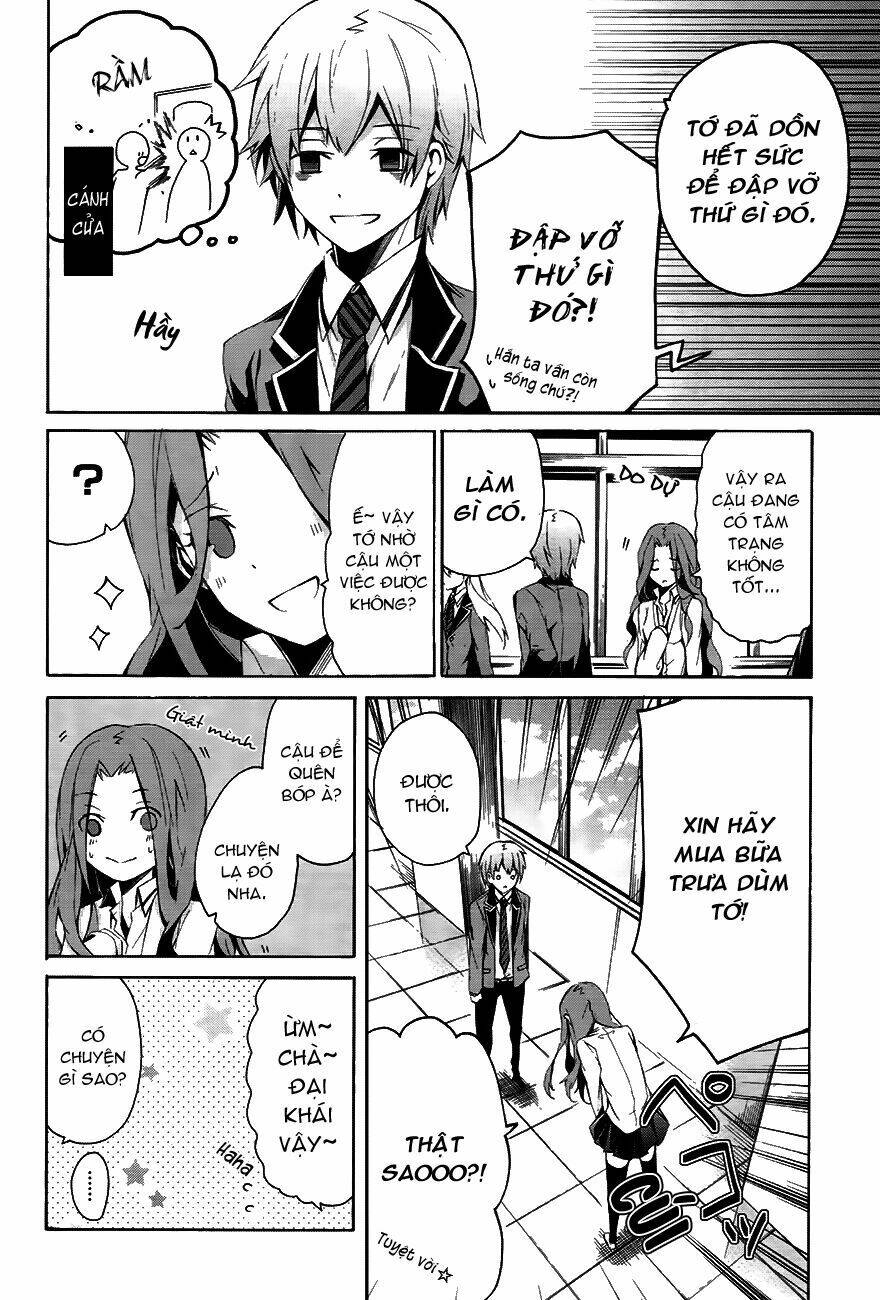 TỚ ĐÃ DỒN
HẾT SỨC
ĐỂ ĐẬP VỠ
THỨ GÌ ĐÓ.
ĐẬP VỠ
THỨ GÌ
ĐÓ?!
Hắn ta vẫn còn
sống chứ?!
RẦM
CÁNH
CỬA
Hầy
VẬY RA
CẬU ĐANG
CÓ TÂM
TRẠNG
KHÔNG
TỐT...
DO DỰ
LÀM
GÌ CÓ.
Ế~ VẬY
TỚ NHỜ
CẬU MỘT
VIỆC ĐƯỢC
KHÔNG?
?
XIN HÃY
MUA BỮA
TRƯA DÙM
TỚ!
ペコッ
CÚI
ĐƯỢC
THÔI.
THẬT
SAOOO?!
Tuyệt vời☆
CẬU ĐỂ
QUÊN
BÓP À?
CHUYỆN
LẠ ĐÓ
NHA.
Giật mình
ỪM~
CHÀ~
ĐẠI
KHÁI
VẬY~
Haha
CÓ
CHUYỆN
GÌ SAO?
......